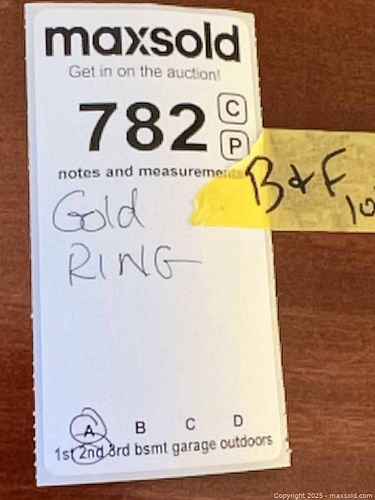 maxsold
Get in on the auction!
782 C
P
notes and measurements
Gold
RING
B & F
10
A B C D
1st 2nd 3rd bsmt garage outdoors
Copyright 2025 - maxsold.com